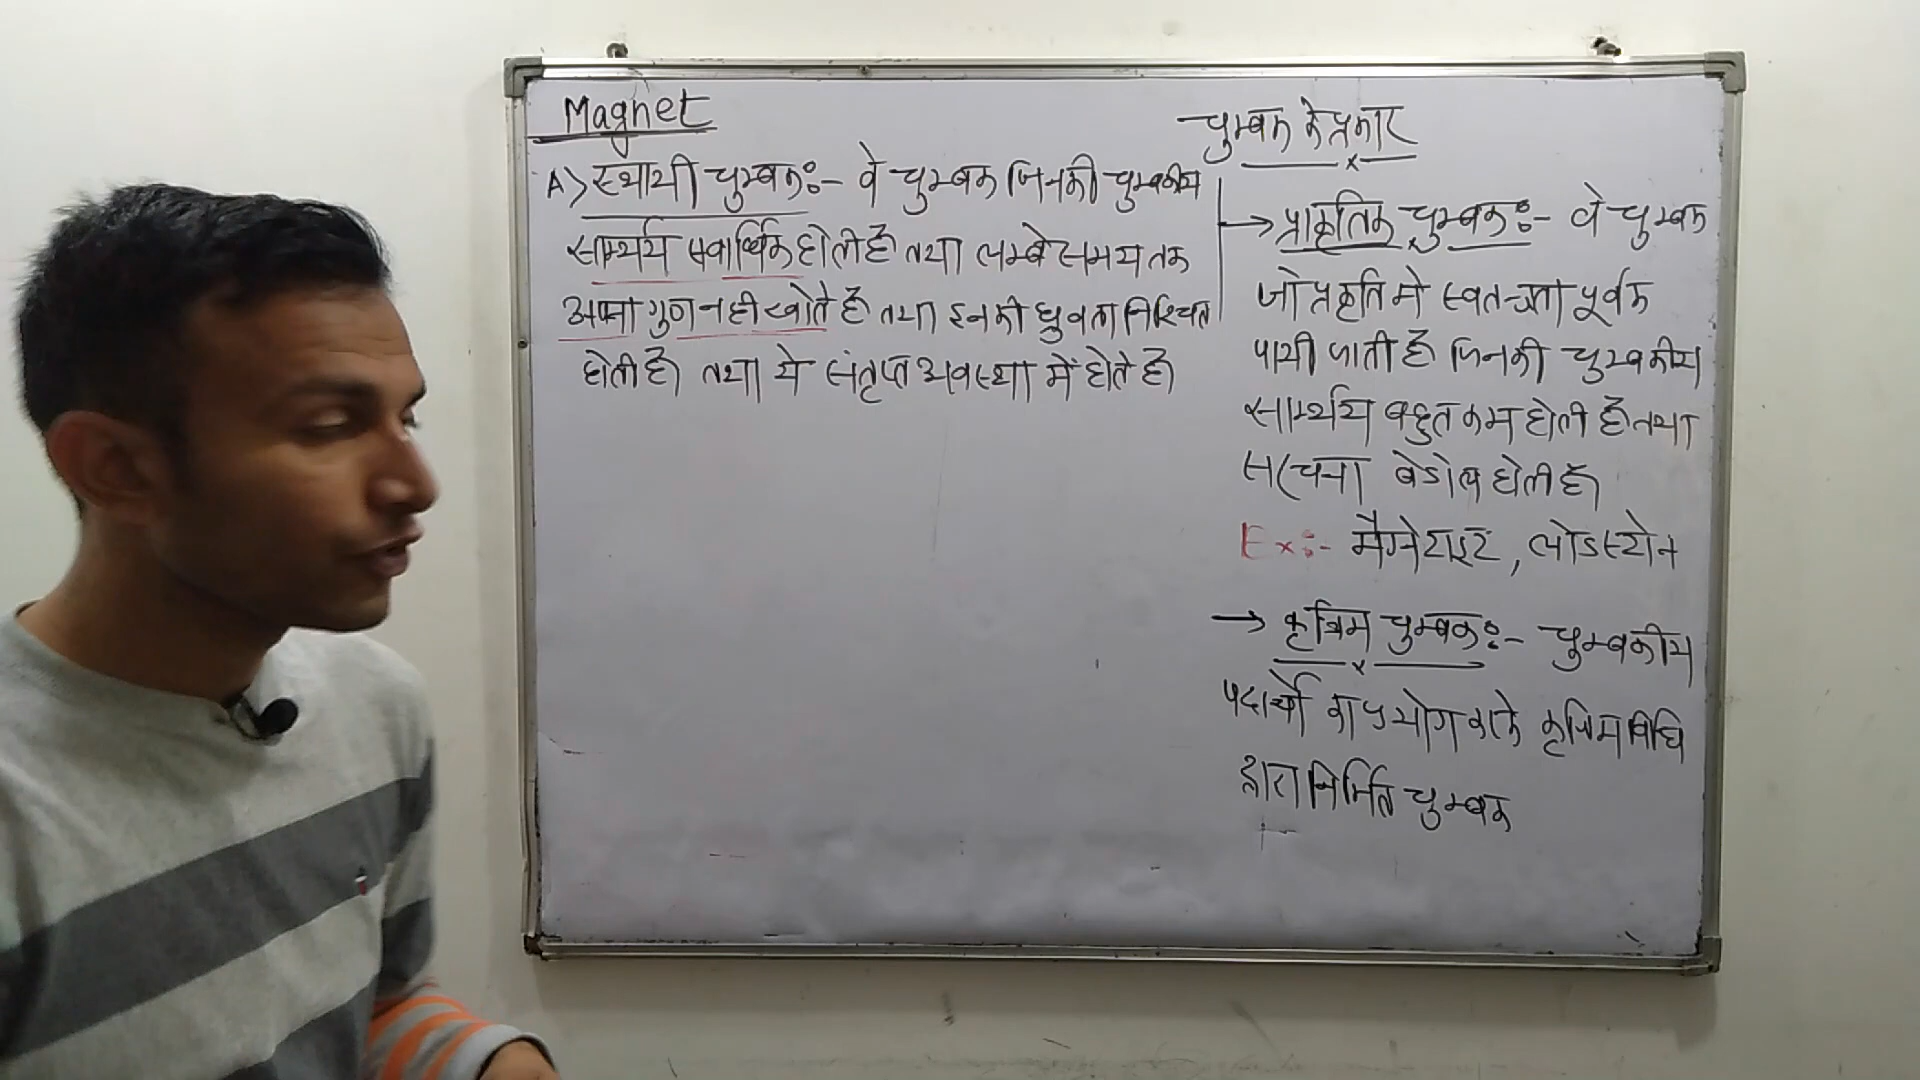 Magnet
A> स्थायी चुम्बकः- वे चुम्बक जिनकी चुम्बकीय
सामर्थ्य सर्वाधिक होती है तथा लम्बे समय तक
अपना गुण नही खोते है तथा इनकी ध्रुवता निश्चित
होती है तथा ये संतृप्त अवस्था में होते है
चुम्बक के प्रकार
→ प्राकृतिक चुम्बकः- वे चुम्बक
जो प्रकृति मे स्वतन्त्रता पूर्वक
पायी जाती है जिनकी चुम्बकीय
सामर्थ्य बहुत कम होती है तथा
सरचना बेडोल होती है
Ex:- मैग्नेटाइट, लोडस्टोन
→ कृत्रिम चुम्बकः- चुम्बकीय
पदार्थो का प्रयोग करके कृत्रिम विधि
द्वारा निर्मित चुम्बक